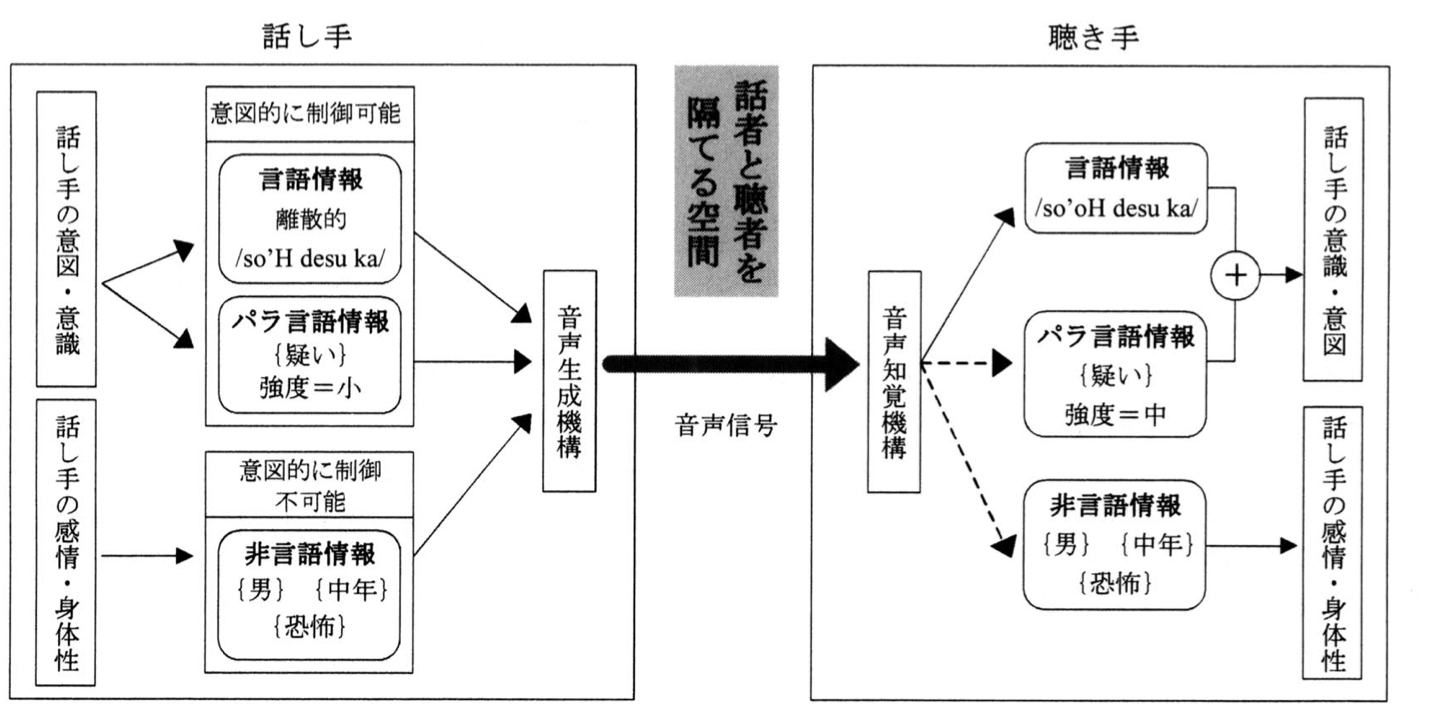 話し手
聴き手
話し手の意図・意識
話し手の感情・身体性
意図的に制御可能
言語情報
離散的
/so’H desu ka/
パラ言語情報
{疑い}
強度＝小
意図的に制御
不可能
非言語情報
{男} {中年}
{恐怖}
音声生成機構
話者と聴者を
隔てる空間
音声信号
音声知覚機構
言語情報
/so’oH desu ka/
パラ言語情報
{疑い}
強度＝中
非言語情報
{男} {中年}
{恐怖}
+
話し手の意識・意図
話し手の感情・身体性